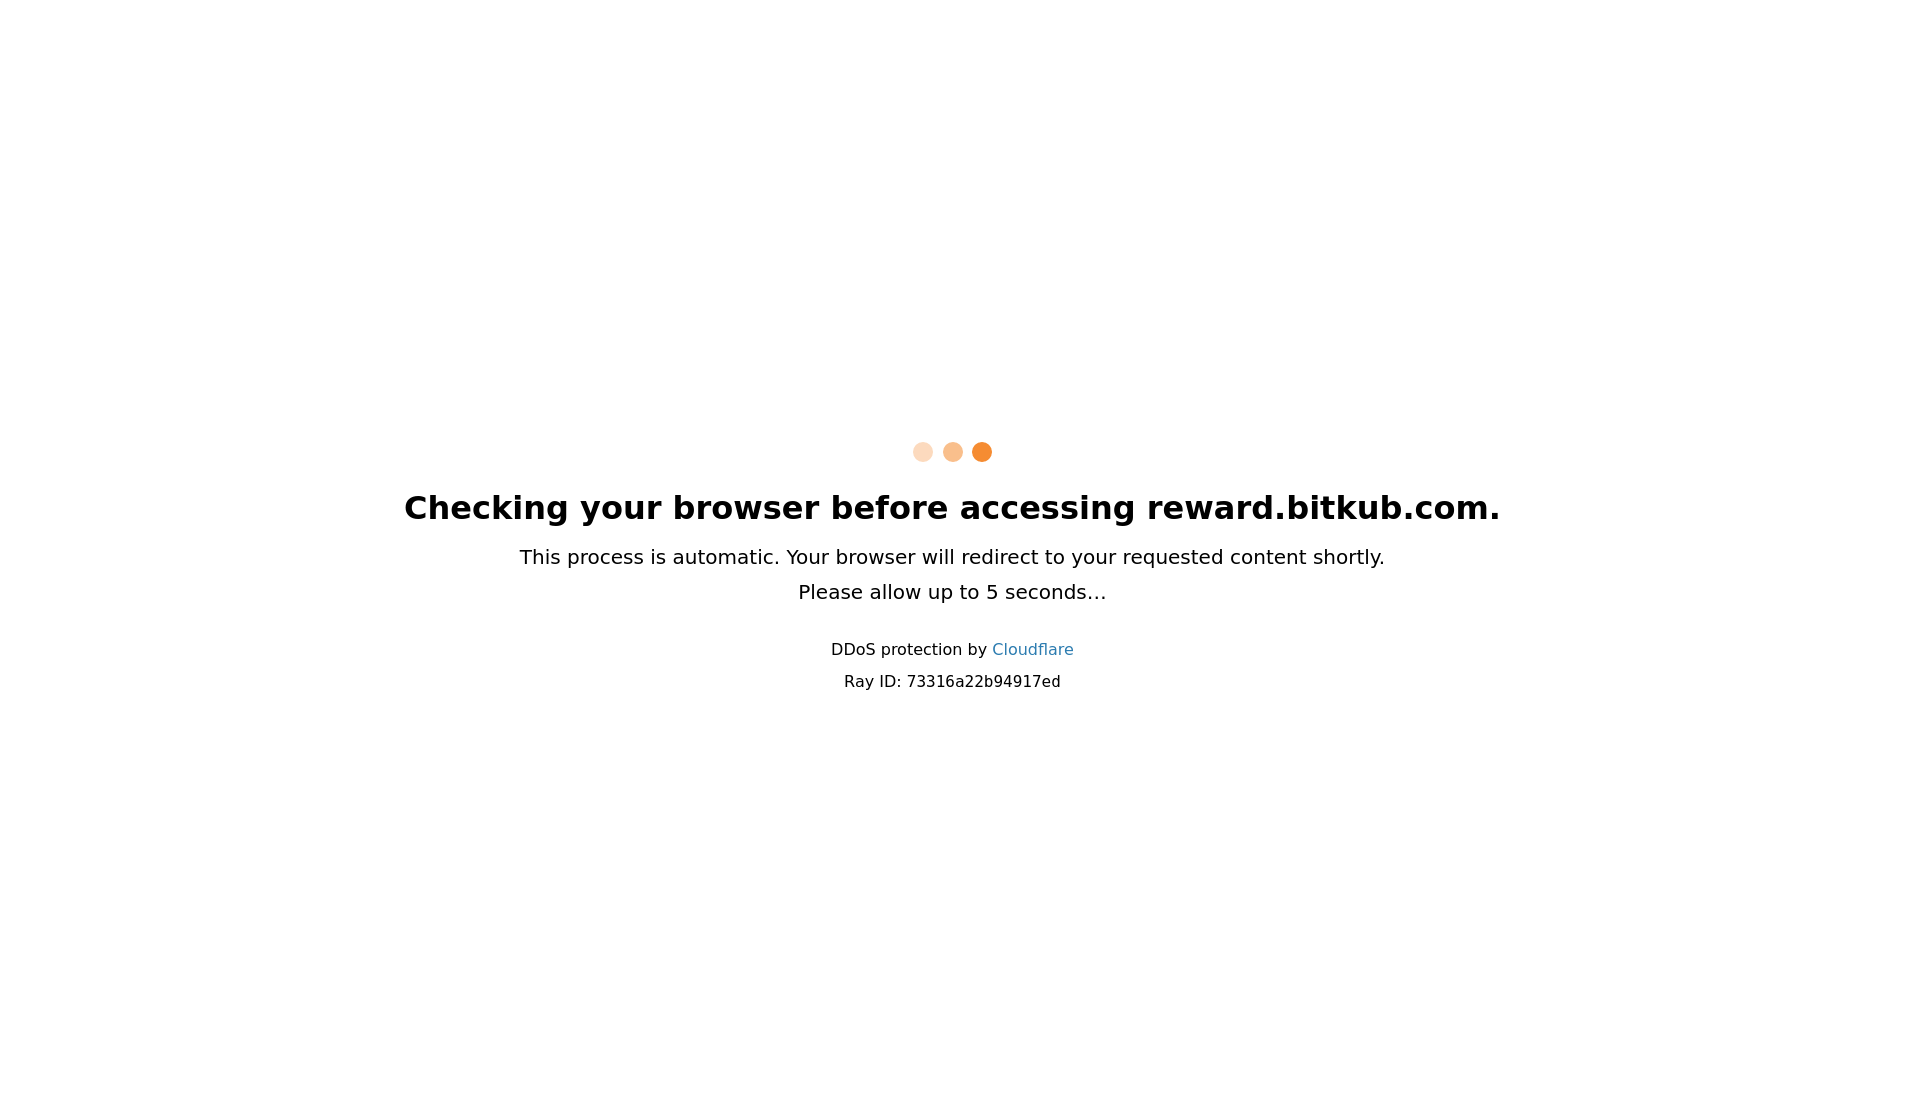 Checking your browser before accessing reward.bitkub.com.
This process is automatic. Your browser will redirect to your requested content shortly.
Please allow up to 5 seconds…
DDoS protection by Cloudflare
Ray ID: 73316a22b94917ed